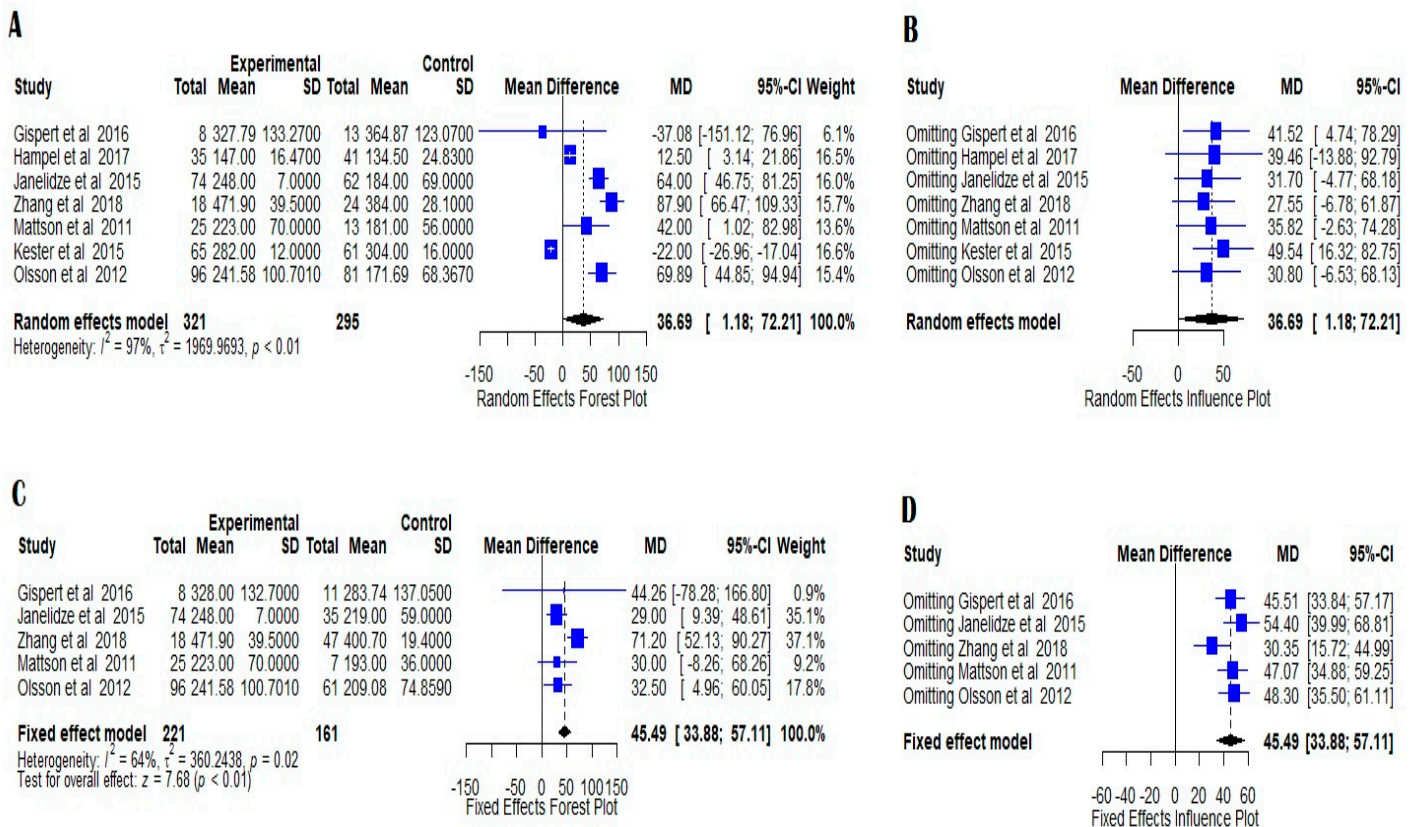 A
Experimental Control
Study Total Mean SD Total Mean SD Mean Difference MD 95%-CI Weight
Gispert et al 2016 8 327.79 133.2700 13 364.87 123.0700 -37.08 [-151.12; 76.96] 6.1%
Hampel et al 2017 35 147.00 16.4700 41 134.50 24.8300 12.50 [ 3.14; 21.86] 16.5%
Janelidze et al 2015 74 248.00 7.0000 62 184.00 69.0000 64.00 [ 46.75; 81.25] 16.0%
Zhang et al 2018 18 471.90 39.5000 24 384.00 28.1000 87.90 [ 66.47; 109.33] 15.7%
Mattson et al 2011 25 223.00 70.0000 13 181.00 56.0000 42.00 [ 1.02; 82.98] 13.6%
Kester et al 2015 65 282.00 12.0000 61 304.00 16.0000 -22.00 [ -26.96; -17.04] 16.6%
Olsson et al 2012 96 241.58 100.7010 81 171.69 68.3670 69.89 [ 44.85; 94.94] 15.4%
Random effects model 321 295 36.69 [ 1.18; 72.21] 100.0%
Heterogeneity: I² = 97%, τ² = 1969.9693, p < 0.01
-150 -50 0 50 100 150
Random Effects Forest Plot
B
Study Mean Difference MD 95%-CI
Omitting Gispert et al 2016 41.52 [ 4.74; 78.29]
Omitting Hampel et al 2017 39.46 [-13.88; 92.79]
Omitting Janelidze et al 2015 31.70 [ -4.77; 68.18]
Omitting Zhang et al 2018 27.55 [ -6.78; 61.87]
Omitting Mattson et al 2011 35.82 [ -2.63; 74.28]
Omitting Kester et al 2015 49.54 [ 16.32; 82.75]
Omitting Olsson et al 2012 30.80 [ -6.53; 68.13]
Random effects model 36.69 [ 1.18; 72.21]
-50 0 50
Random Effects Influence Plot
C
Experimental Control
Study Total Mean SD Total Mean SD Mean Difference MD 95%-CI Weight
Gispert et al 2016 8 328.00 132.7000 11 283.74 137.0500 44.26 [-78.28; 166.80] 0.9%
Janelidze et al 2015 74 248.00 7.0000 35 219.00 59.0000 29.00 [ 9.39; 48.61] 35.1%
Zhang et al 2018 18 471.90 39.5000 47 400.70 19.4000 71.20 [ 52.13; 90.27] 37.1%
Mattson et al 2011 25 223.00 70.0000 7 193.00 36.0000 30.00 [ -8.26; 68.26] 9.2%
Olsson et al 2012 96 241.58 100.7010 61 209.08 74.8590 32.50 [ 4.96; 60.05] 17.8%
Fixed effect model 221 161 45.49 [ 33.88; 57.11] 100.0%
Heterogeneity: I² = 64%, τ² = 360.2438, p = 0.02
Test for overall effect: z = 7.68 (p < 0.01)
-150 -50 0 50 100 150
Fixed Effects Forest Plot
D
Study Mean Difference MD 95%-CI
Omitting Gispert et al 2016 45.51 [33.84; 57.17]
Omitting Janelidze et al 2015 54.40 [39.99; 68.81]
Omitting Zhang et al 2018 30.35 [15.72; 44.99]
Omitting Mattson et al 2011 47.07 [34.88; 59.25]
Omitting Olsson et al 2012 48.30 [35.50; 61.11]
Fixed effect model 45.49 [33.88; 57.11]
-60 -40 -20 0 20 40 60
Fixed Effects Influence Plot